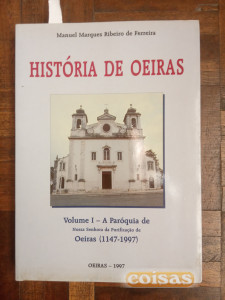 Manuel Marques Ribeiro de Ferreira
HISTÓRIA DE OEIRAS
Volume I – A Paróquia de
Nossa Senhora da Purificação de
Oeiras (1147-1997)
OEIRAS – 1997
coisas